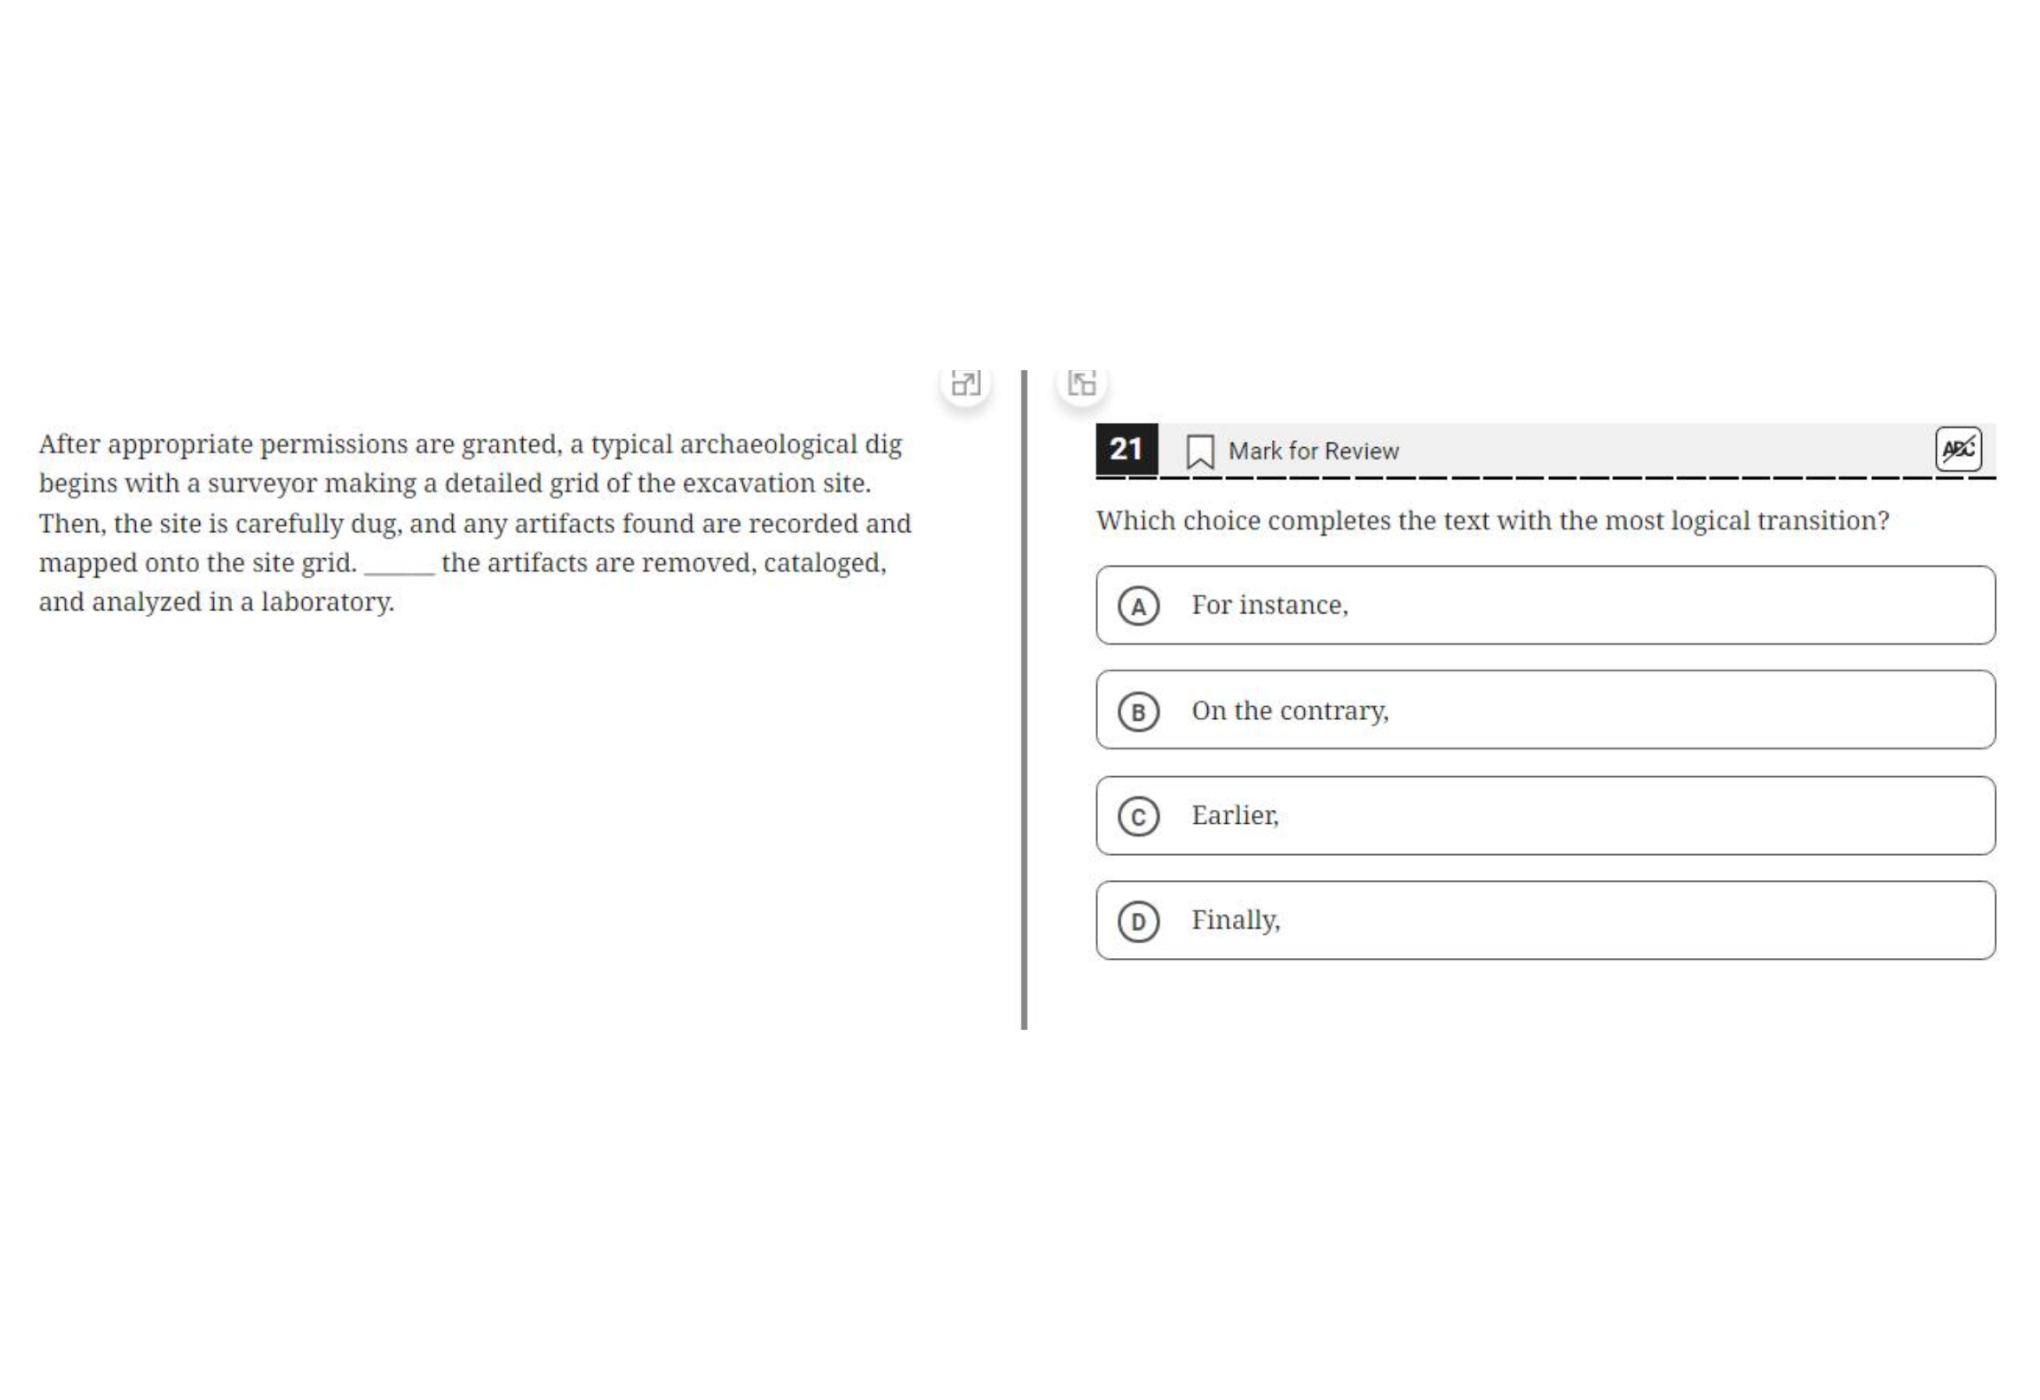 After appropriate permissions are granted, a typical archaeological dig
begins with a surveyor making a detailed grid of the excavation site.
Then, the site is carefully dug, and any artifacts found are recorded and
mapped onto the site grid. ______ the artifacts are removed, cataloged,
and analyzed in a laboratory.
21 Mark for Review ABC
Which choice completes the text with the most logical transition?
A For instance,
B On the contrary,
C Earlier,
D Finally,